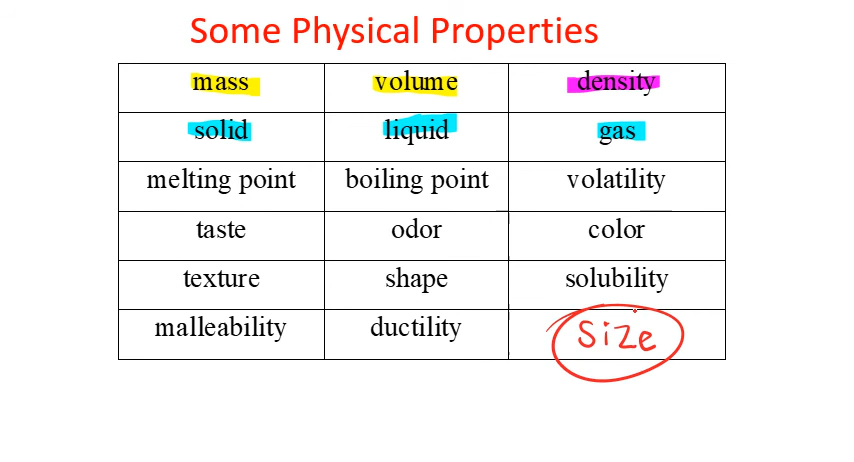 Some Physical Properties
mass volume density
solid liquid gas
melting point boiling point volatility
taste odor color
texture shape solubility
malleability ductility size